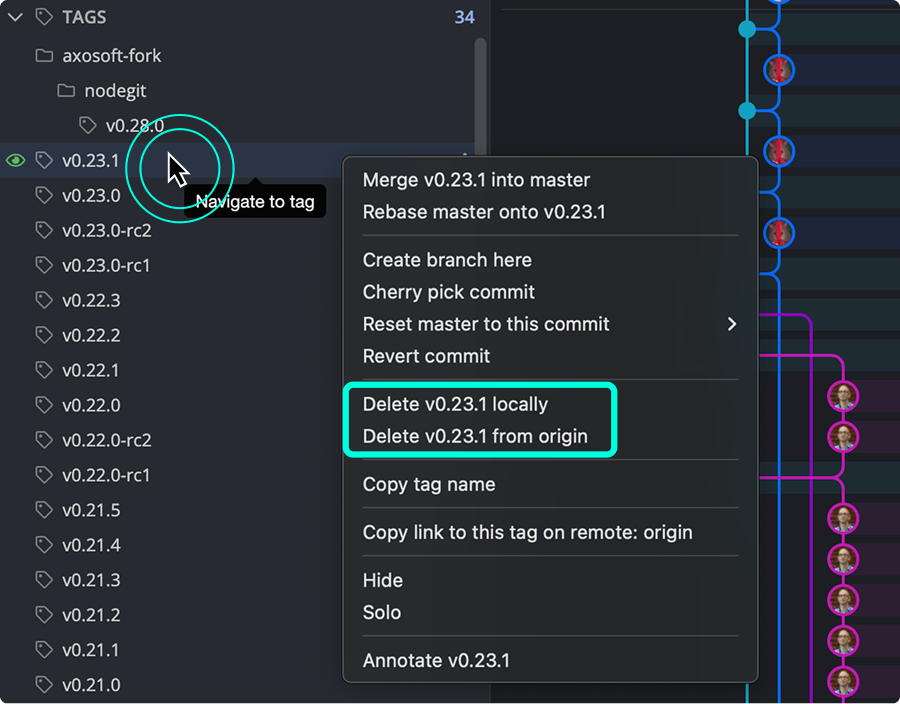 TAGS 34
axosoft-fork
nodegit
v0.28.0
v0.23.1
Navigate to tag
v0.23.0
v0.23.0-rc2
v0.23.0-rc1
v0.22.3
v0.22.2
v0.22.1
v0.22.0
v0.22.0-rc2
v0.22.0-rc1
v0.21.5
v0.21.4
v0.21.3
v0.21.2
v0.21.1
v0.21.0
Merge v0.23.1 into master
Rebase master onto v0.23.1
Create branch here
Cherry pick commit
Reset master to this commit
Revert commit
Delete v0.23.1 locally
Delete v0.23.1 from origin
Copy tag name
Copy link to this tag on remote: origin
Hide
Solo
Annotate v0.23.1